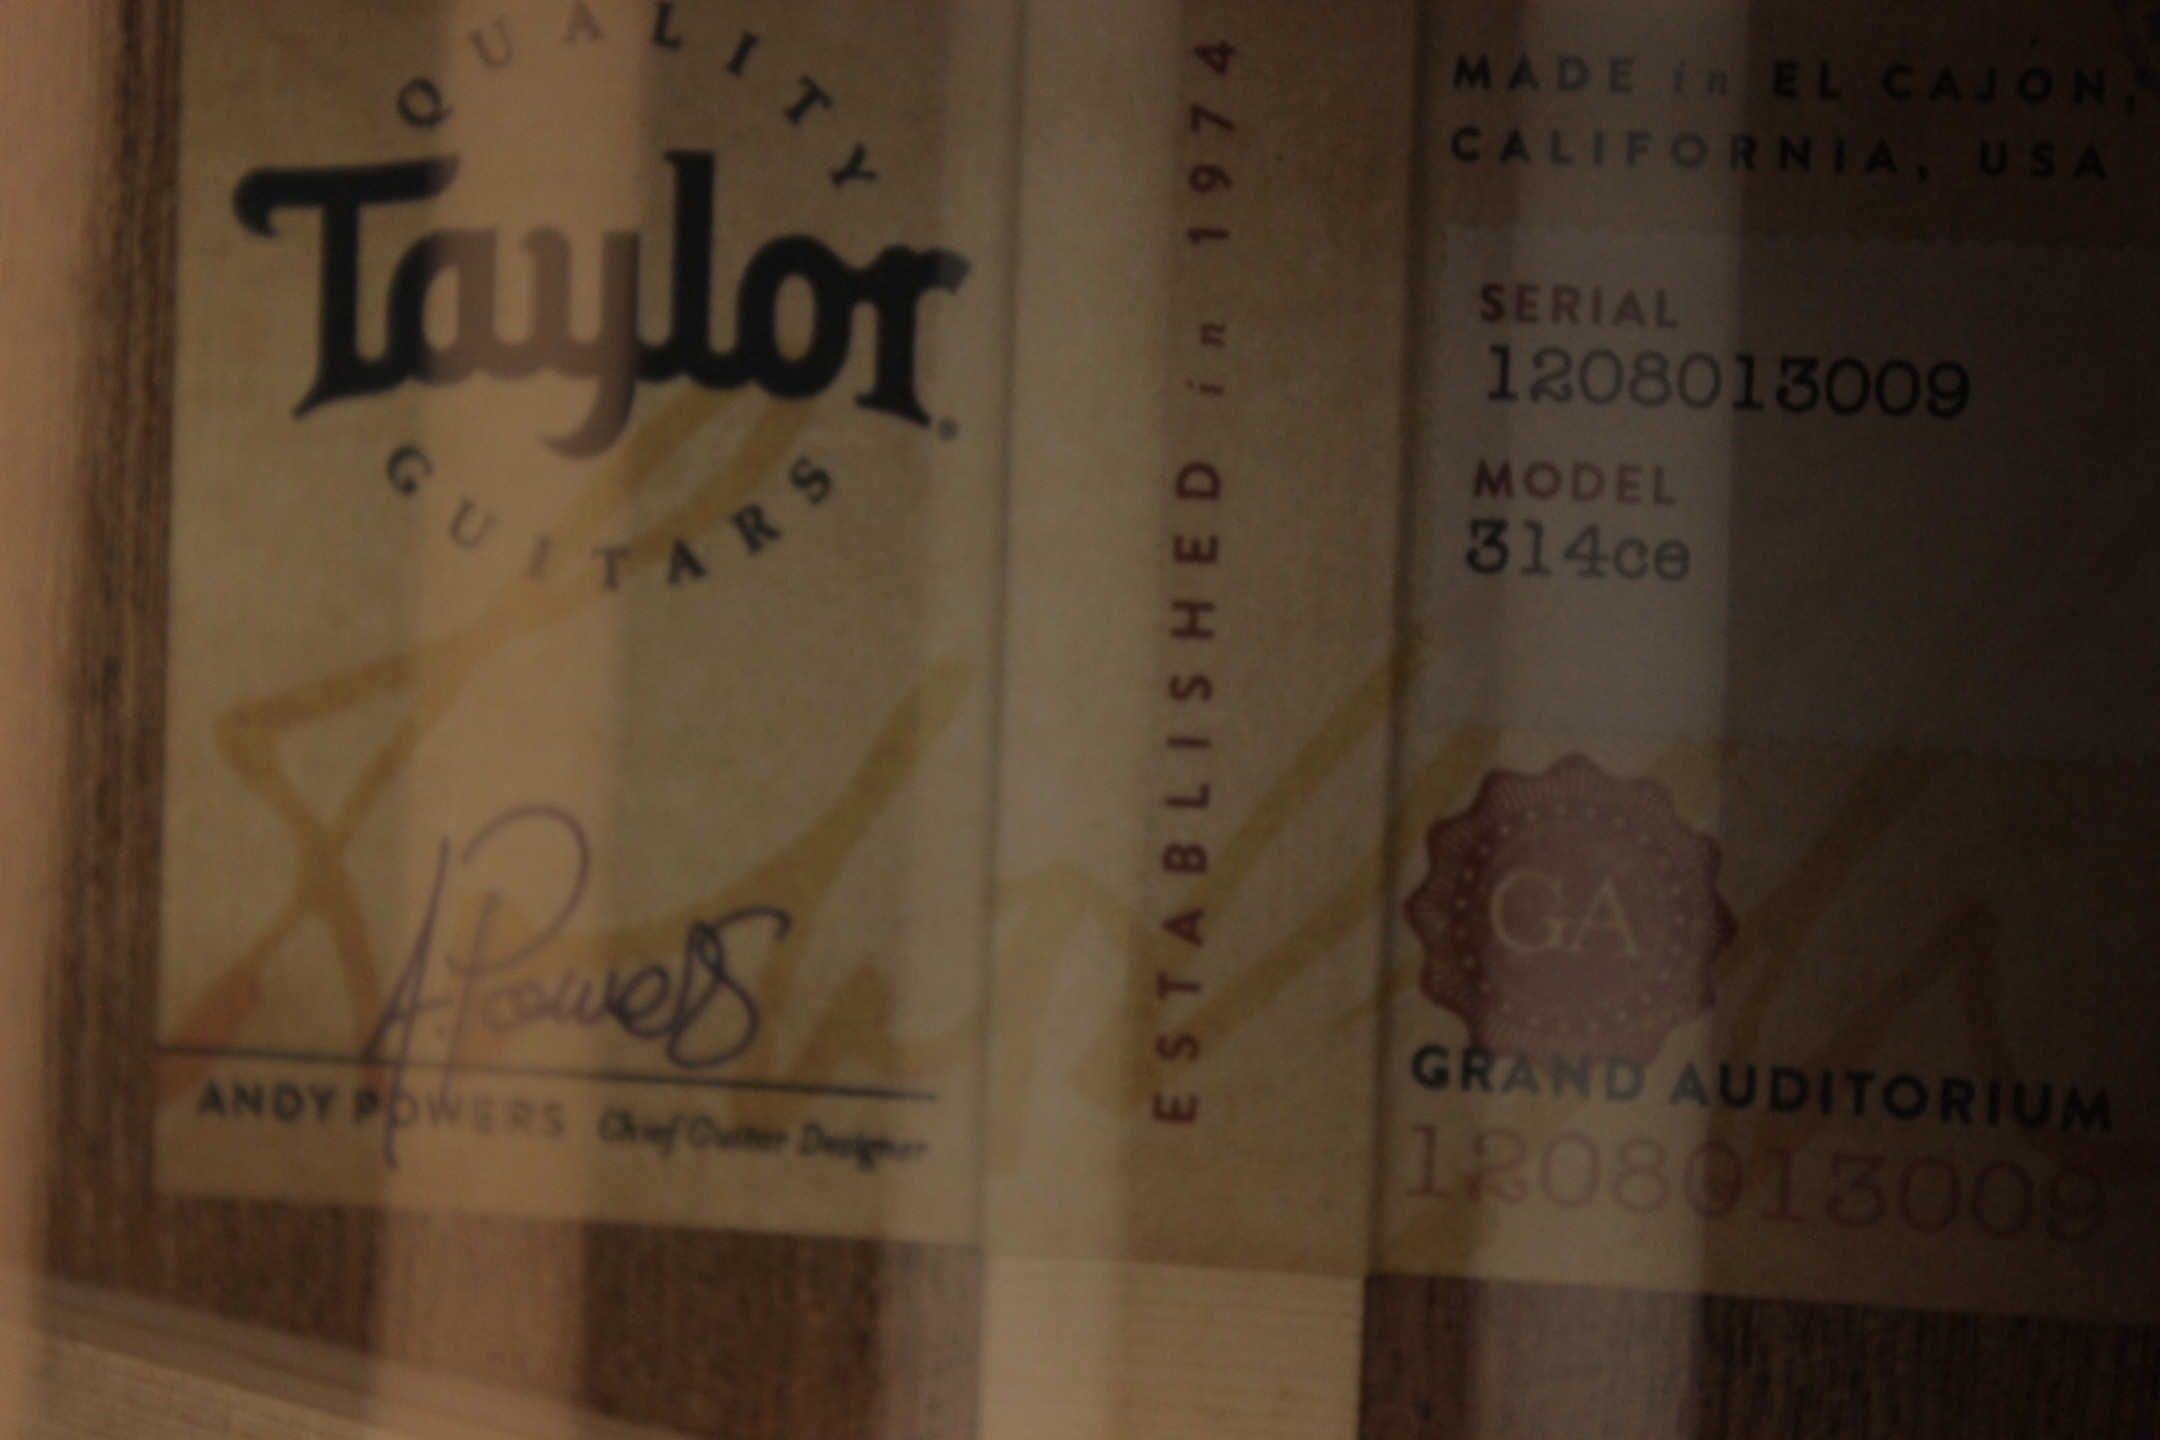 QUALITY
Taylor®
GUITARS
A. Powers
ANDY POWERS Chief Guitar Designer
ESTABLISHED in 1974
MADE in EL CAJON,
CALIFORNIA, USA
SERIAL
1208013009
MODEL
314ce
GA
GRAND AUDITORIUM
1208013009